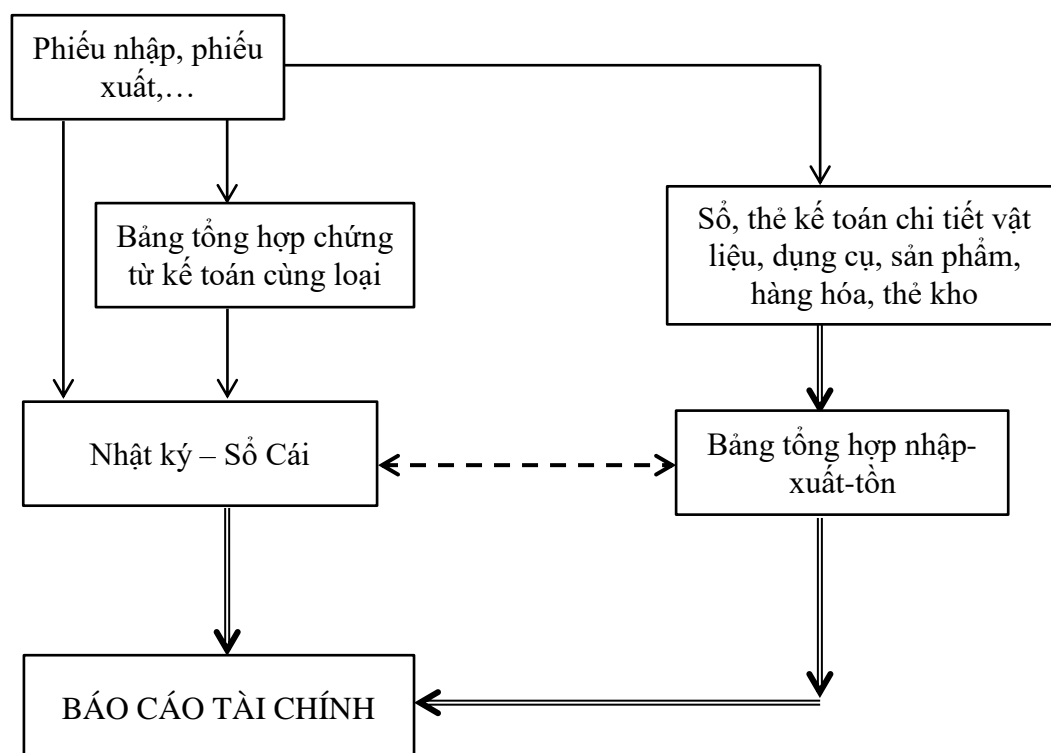 Phiếu nhập, phiếu
xuất,…
Bảng tổng hợp chứng
từ kế toán cùng loại
Sổ, thẻ kế toán chi tiết vật
liệu, dụng cụ, sản phẩm,
hàng hóa, thẻ kho
Nhật ký – Sổ Cái
Bảng tổng hợp nhập-
xuất-tồn
BÁO CÁO TÀI CHÍNH